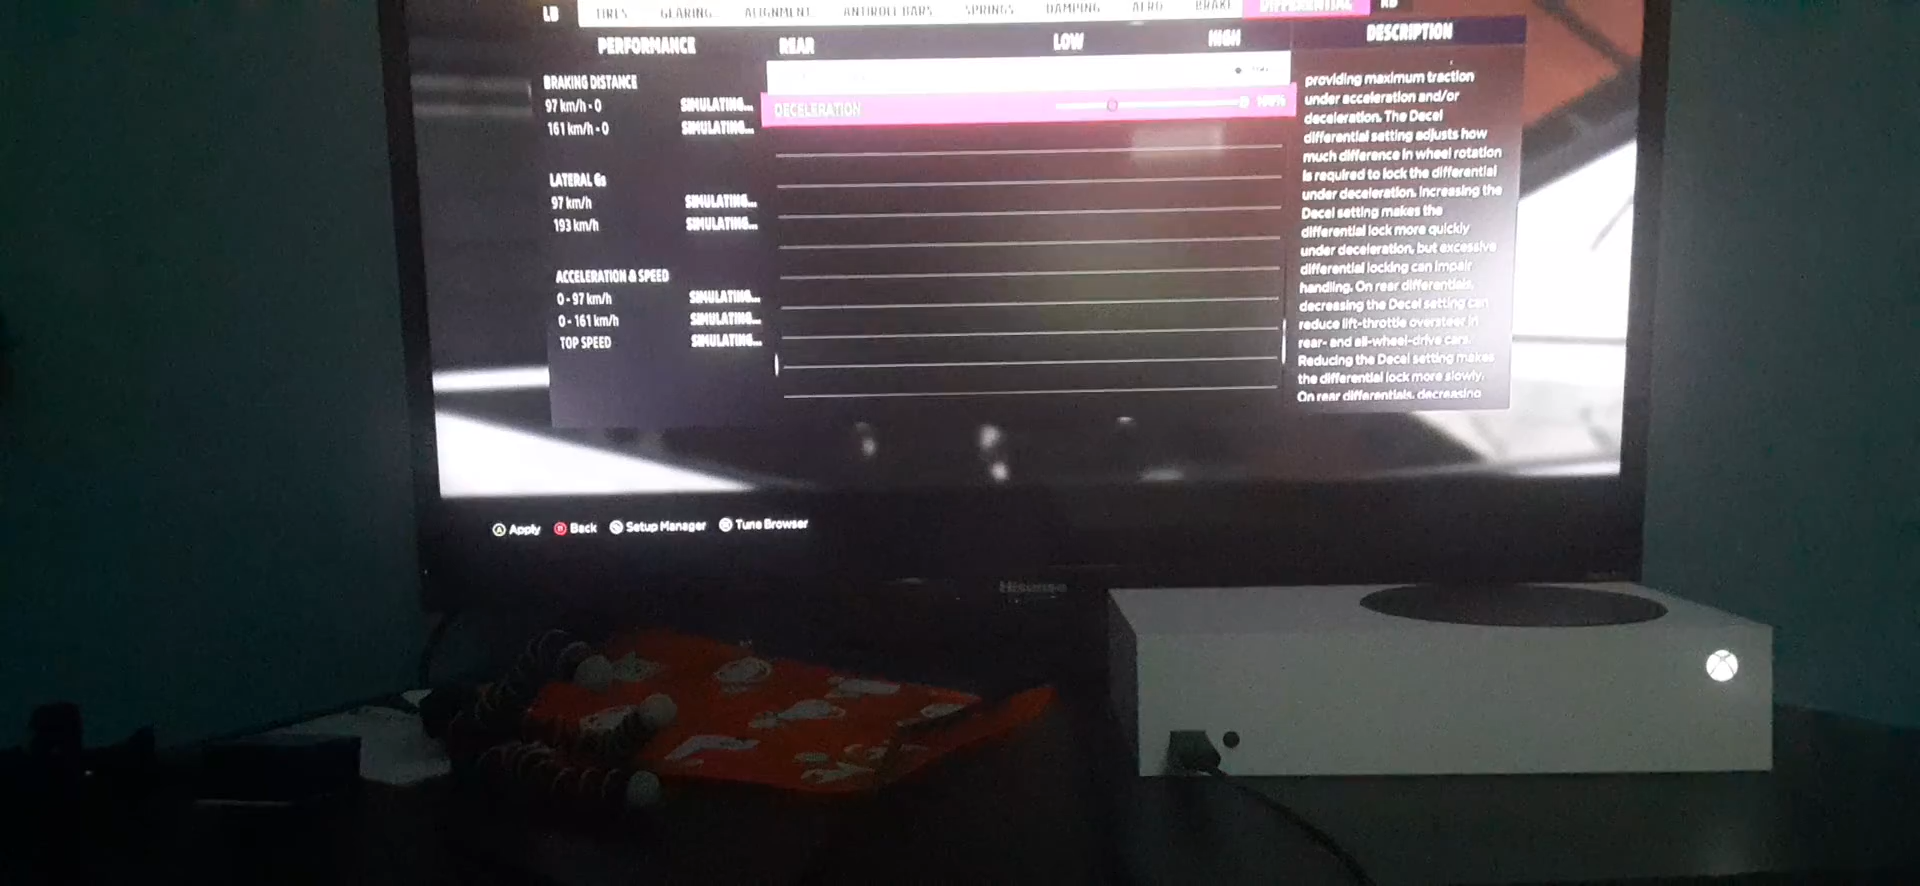 LB TIRES GEARING ALIGNMENT ANTIROLL BARS SPRINGS DAMPING AERO BRAKE DIFFERENTIAL RB
PERFORMANCE
BRAKING DISTANCE
97 km/h - 0 SIMULATING...
161 km/h - 0 SIMULATING...
LATERAL Gs
97 km/h SIMULATING...
193 km/h SIMULATING...
ACCELERATION & SPEED
0 - 97 km/h SIMULATING...
0 - 161 km/h SIMULATING...
TOP SPEED SIMULATING...
REAR LOW HIGH
DECELERATION 100%
DESCRIPTION
providing maximum traction
under acceleration and/or
deceleration. The Decel
differential setting adjusts how
much difference in wheel rotation
is required to lock the differential
under deceleration. Increasing the
Decel setting makes the
differential lock more quickly
under deceleration, but excessive
differential locking can impair
handling. On rear differentials,
decreasing the Decel setting can
reduce lift-throttle oversteer in
rear- and all-wheel-drive cars.
Reducing the Decel setting makes
the differential lock more slowly.
On rear differentials, decreasing
A Apply B Back Setup Manager Tune Browser
Hisense